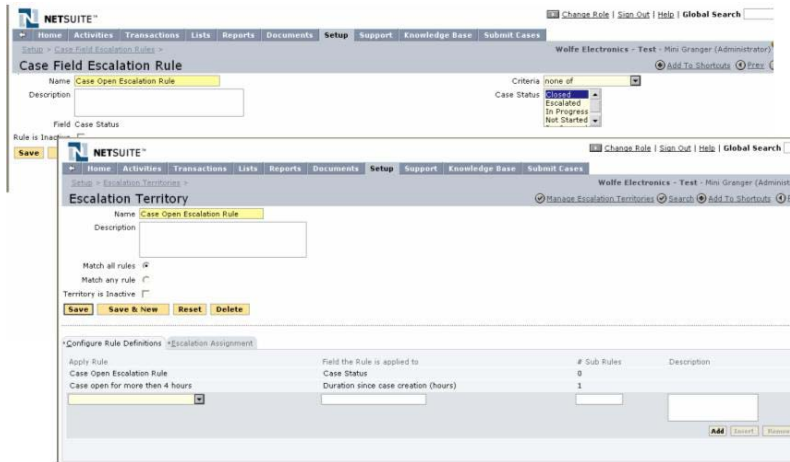 NETSUITE™
Change Role | Sign Out | Help | Global Search
Home Activities Transactions Lists Reports Documents Setup Support Knowledge Base Submit Cases
Setup > Case Field Escalation Rules >
Wolfe Electronics - Test - Mini Granger (Administrator)
Case Field Escalation Rule
Add To Shortcuts Prev
Name Case Open Escalation Rule
Criteria none of
Description
Case Status Closed
Escalated
In Progress
Not Started
Field Case Status
Rule is Inactive
Save
NETSUITE™
Change Role | Sign Out | Help | Global Search
Home Activities Transactions Lists Reports Documents Setup Support Knowledge Base Submit Cases
Setup > Escalation Territories >
Wolfe Electronics - Test - Mini Granger (Administ
Escalation Territory
Manage Escalation Territories Search Add To Shortcuts
Name Case Open Escalation Rule
Description
Match all rules
Match any rule
Territory is Inactive
Save Save & New Reset Delete
Configure Rule Definitions Escalation Assignment
Apply Rule Field the Rule is applied to # Sub Rules Description
Case Open Escalation Rule Case Status 0
Case open for more then 4 hours Duration since case creation (hours) 1
Add Insert Remove